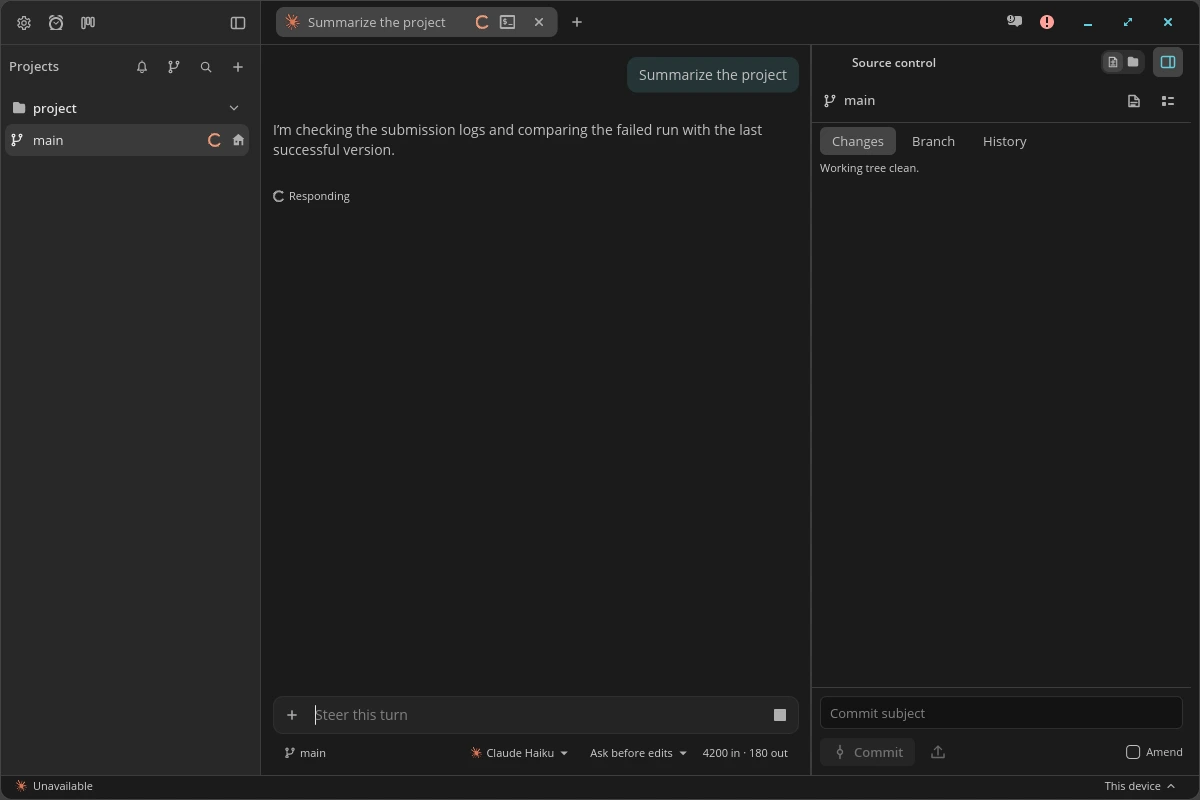 Summarize the project
Projects
project
main
Summarize the project
I'm checking the submission logs and comparing the failed run with the last
successful version.
Responding
Steer this turn
main
Claude Haiku
Ask before edits
4200 in · 180 out
Source control
main
Changes
Branch
History
Working tree clean.
Commit subject
Commit
Amend
Unavailable
This device